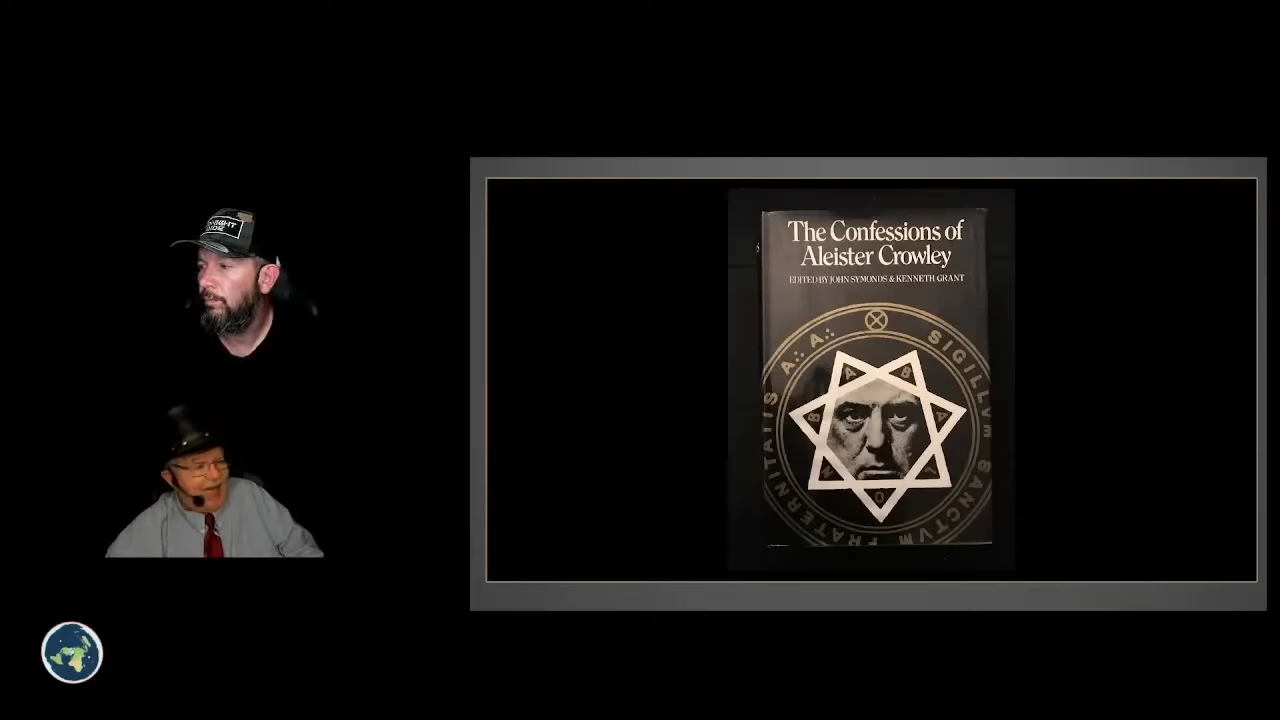 The Confessions of
Aleister Crowley
EDITED BY JOHN SYMONDS & KENNETH GRANT
A∴ A∴
SIGILLVM SANCTVM FRATERNITATIS
A B A L O N B